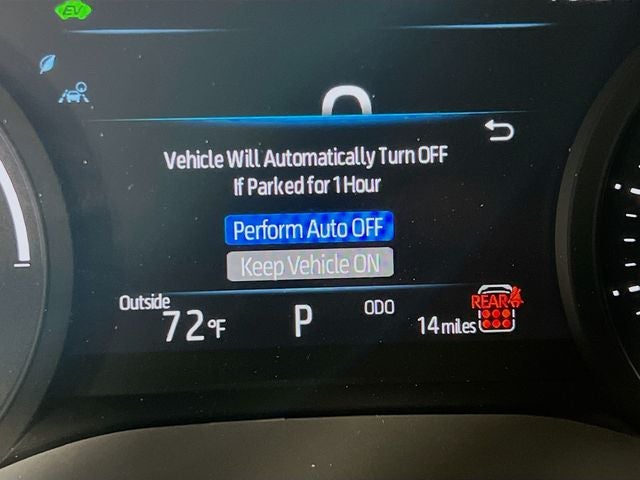 EV
Vehicle Will Automatically Turn OFF
If Parked for 1 Hour
Perform Auto OFF
Keep Vehicle ON
Outside
72°F
P
ODO
14 miles
REAR